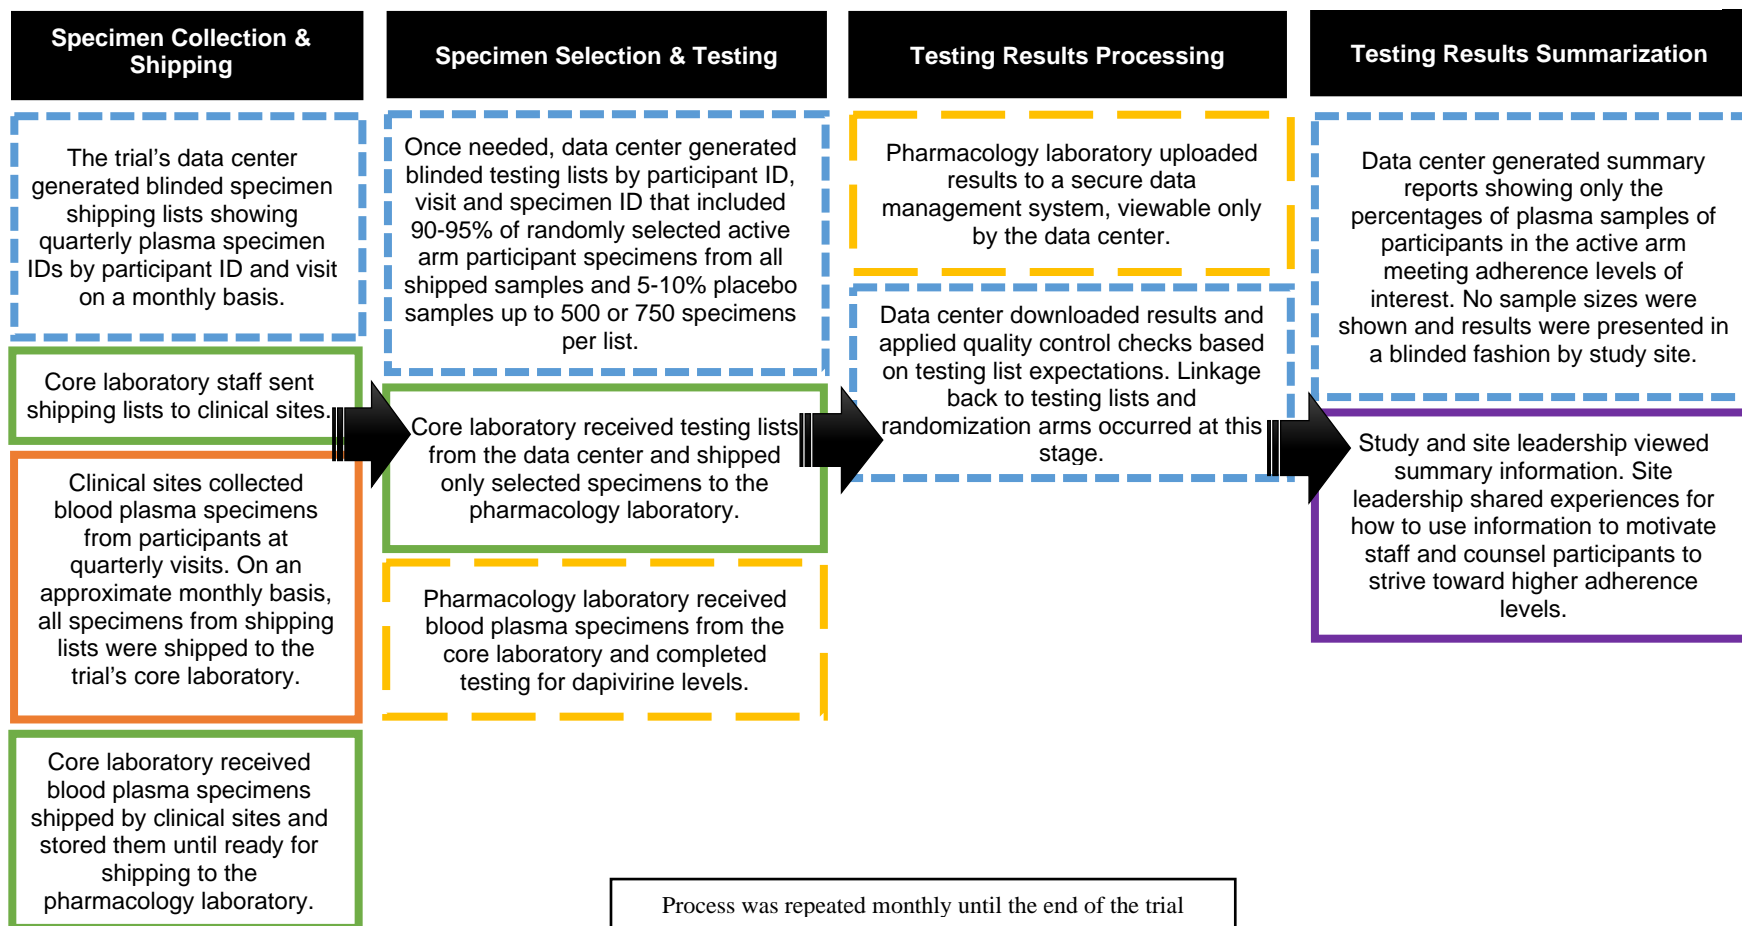 Specimen Collection &
Shipping
The trial's data center
generated blinded specimen
shipping lists showing
quarterly plasma specimen
IDs by participant ID and visit
on a monthly basis.
Core laboratory staff sent
shipping lists to clinical sites.
Clinical sites collected
blood plasma specimens
from participants at
quarterly visits. On an
approximate monthly basis,
all specimens from shipping
lists were shipped to the
trial's core laboratory.
Core laboratory received
blood plasma specimens
shipped by clinical sites and
stored them until ready for
shipping to the
pharmacology laboratory.
Specimen Selection & Testing
Once needed, data center generated
blinded testing lists by participant ID,
visit and specimen ID that included
90-95% of randomly selected active
arm participant specimens from all
shipped samples and 5-10% placebo
samples up to 500 or 750 specimens
per list.
Core laboratory received testing lists
from the data center and shipped
only selected specimens to the
pharmacology laboratory.
Pharmacology laboratory received
blood plasma specimens from the
core laboratory and completed
testing for dapivirine levels.
Testing Results Processing
Pharmacology laboratory uploaded
results to a secure data
management system, viewable only
by the data center.
Data center downloaded results and
applied quality control checks based
on testing list expectations. Linkage
back to testing lists and
randomization arms occurred at this
stage.
Testing Results Summarization
Data center generated summary
reports showing only the
percentages of plasma samples of
participants in the active arm
meeting adherence levels of
interest. No sample sizes were
shown and results were presented in
a blinded fashion by study site.
Study and site leadership viewed
summary information. Site
leadership shared experiences for
how to use information to motivate
staff and counsel participants to
strive toward higher adherence
levels.
Process was repeated monthly until the end of the trial